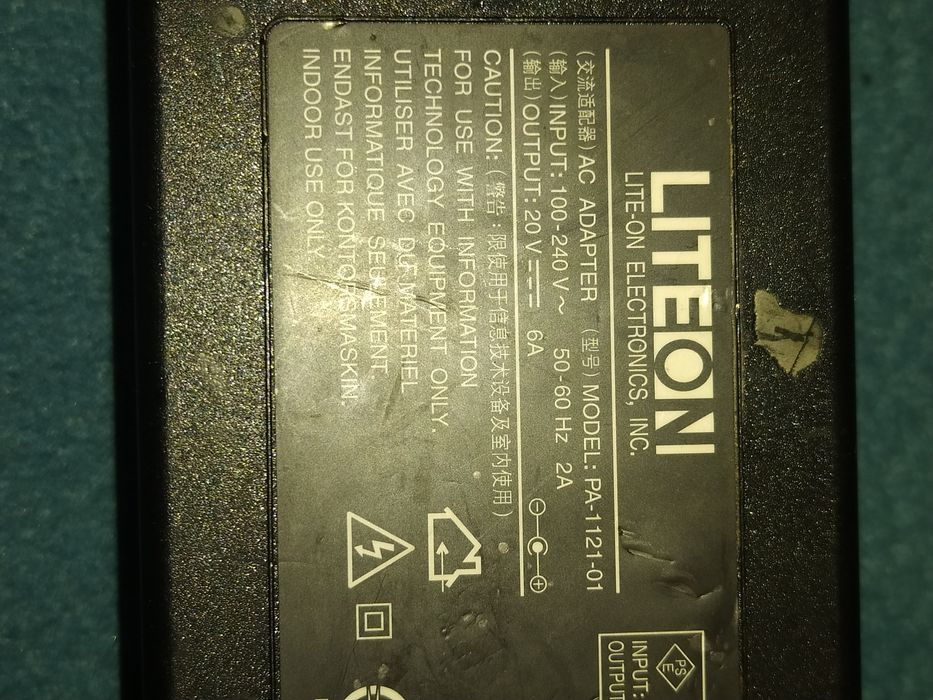 LITEON
LITE-ON ELECTRONICS, INC.
(交流适配器) AC ADAPTER (型号) MODEL: PA-1121-01
(输入) INPUT: 100-240 V~ 50-60 Hz 2A
(输出) OUTPUT: 20 V⎓ 6A
CAUTION: (警告：限使用于信息技术设备及室内使用)
FOR USE WITH INFORMATION
TECHNOLOGY EQUIPMENT ONLY.
UTILISER AVEC DU MATERIEL
INFORMATIQUE SEULEMENT.
ENDAST FÖR KONTORSMASKIN.
INDOOR USE ONLY.
PS
E
INPUT:
OUTPUT